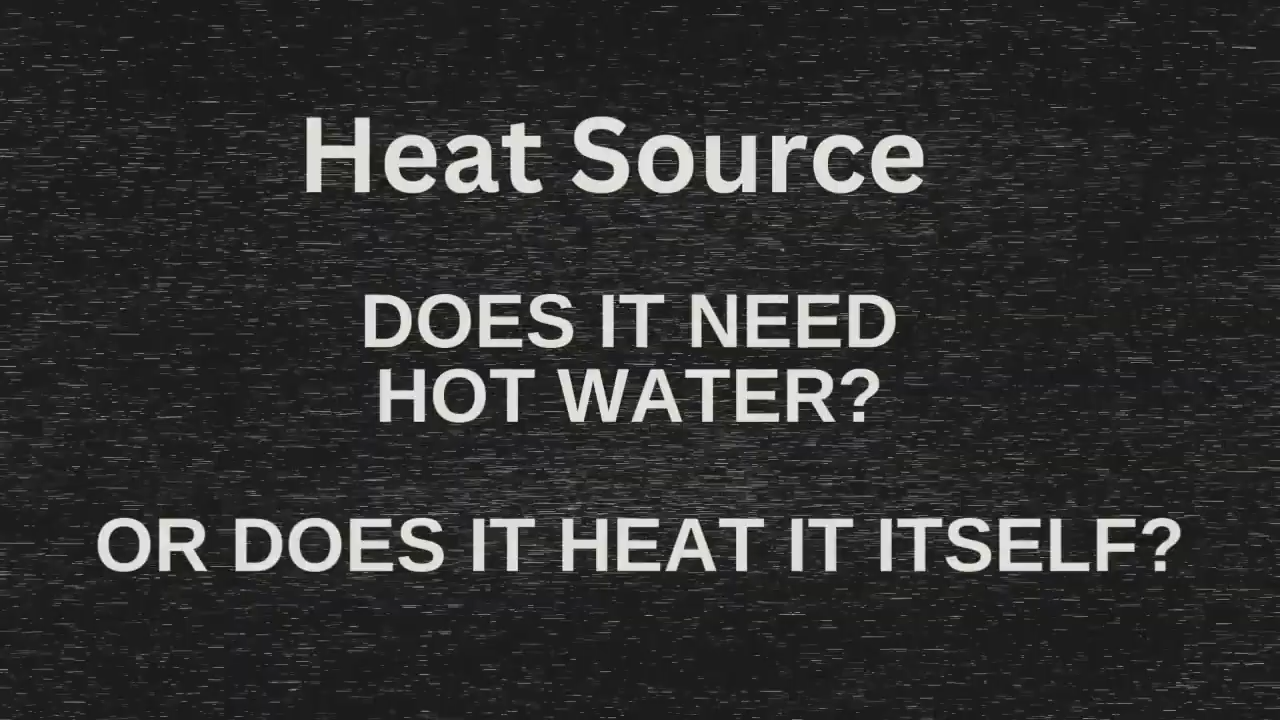 Heat Source
DOES IT NEED
HOT WATER?
OR DOES IT HEAT IT ITSELF?